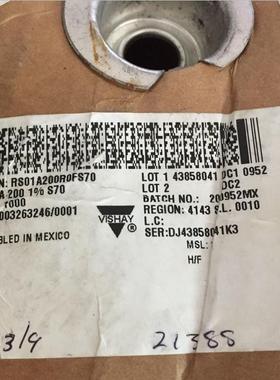 N: RS01A200R0FS70
LOT 1 43858041 DC1 0952
A 200 1% S70
LOT 2 DC2
r000
BATCH NO.: 200952MX
003263246/0001
REGION: 4143 S.L. 0010
VISHAY
L.C:
BLED IN MEXICO
SER:DJ43858041K3
MSL:
H/F
3/9
21388